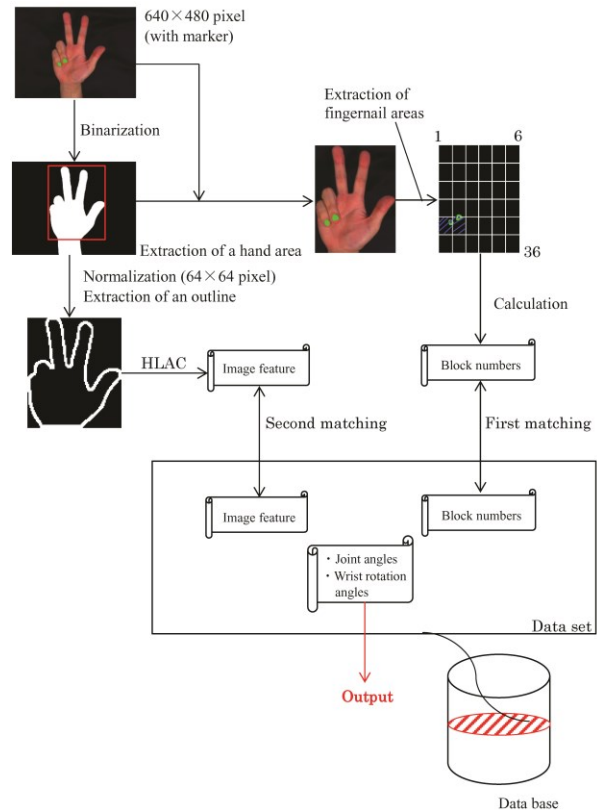 640×480 pixel
(with marker)
Binarization
Extraction of
fingernail areas
1
6
36
Extraction of a hand area
Normalization (64×64 pixel)
Extraction of an outline
Calculation
HLAC
Image feature
Block numbers
Second matching
First matching
Image feature
Block numbers
・Joint angles
・Wrist rotation
angles
Data set
Output
Data base